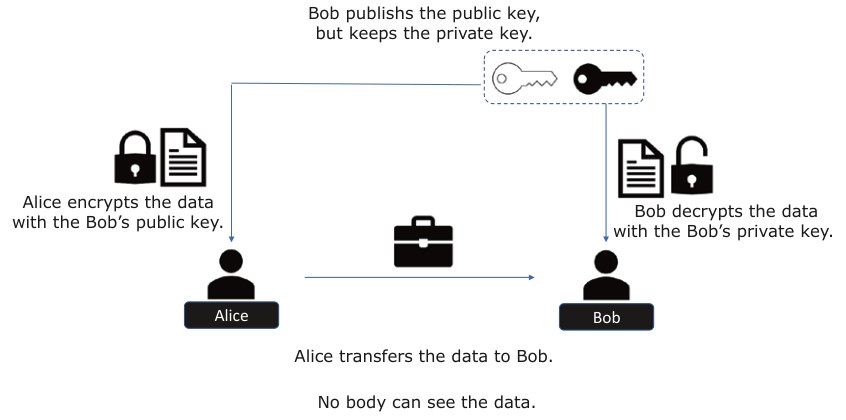 Bob publishs the public key,
but keeps the private key.
Alice encrypts the data
with the Bob's public key.
Bob decrypts the data
with the Bob's private key.
Alice
Bob
Alice transfers the data to Bob.
No body can see the data.